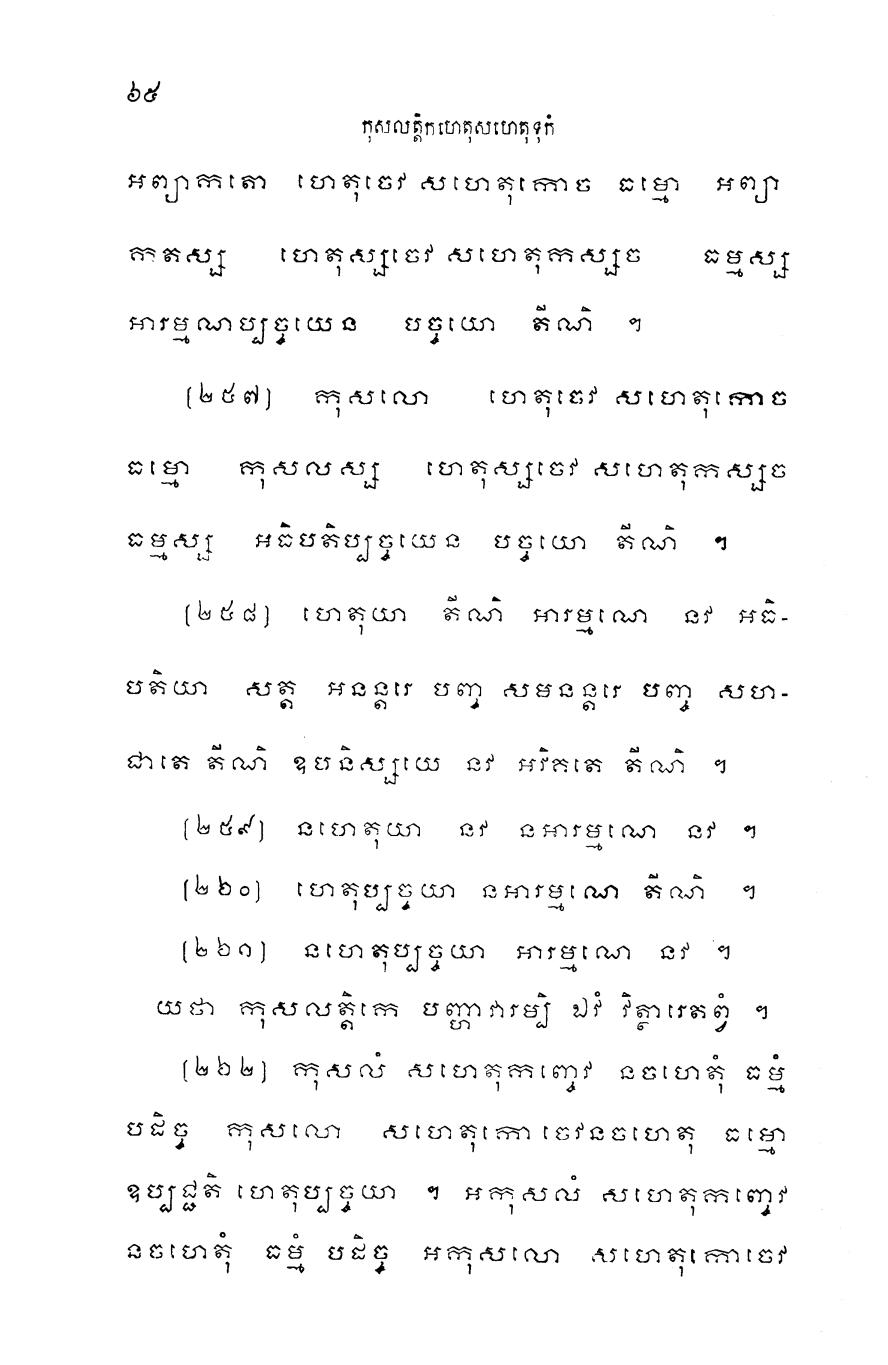 ៦៥
កុសលត្តិកហេតុសហេតុទុកំ
អព្យាកតោ ហេតុចេវ សហេតុកោច ធម្មោ អព្យា
កតស្ស ហេតុស្សចេវ សហេតុកស្សច ធម្មស្ស
អារម្មណប្បច្ចយេន បច្ចយោ តីណិ ។
(២៥៧) កុសលោ ហេតុចេវ សហេតុកោច
ធម្មោ កុសលស្ស ហេតុស្សចេវ សហេតុកស្សច
ធម្មស្ស អធិបតិប្បច្ចយេន បច្ចយោ តីណិ ។
(២៥៨) ហេតុយា តីណិ អារម្មណេ នវ អធិ-
បតិយា សត្ត អនន្តរេ បញ្ច សមនន្តរេ បញ្ច សហ-
ជាតេ តីណិ ឧបនិស្សយេ នវ អវិគតេ តីណិ ។
(២៥៩) នហេតុយា នវ នអារម្មណេ នវ ។
(២៦០) ហេតុប្បច្ចយា នអារម្មណេ តីណិ ។
(២៦១) នហេតុប្បច្ចយា អារម្មណេ នវ ។
យថា កុសលត្តិកេ បញ្ហាវារម្បិ ឯវំ វិត្ថារេតព្វំ ។
(២៦២) កុសលំ សហេតុកញ្ចេវ នចហេតុំ ធម្មំ
បដិច្ច កុសលោ សហេតុកោ ចេវនចហេតុ ធម្មោ
ឧប្បជ្ជតិ ហេតុប្បច្ចយា ។ អកុសលំ សហេតុកញ្ចេវ
នចហេតុំ ធម្មំ បដិច្ច អកុសលោ សហេតុកោចេវ